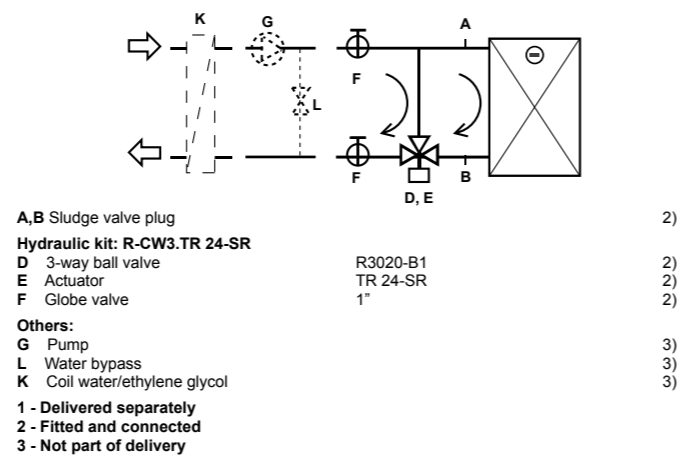 K
G
A
F
L
F
B
D, E
A,B Sludge valve plug 2)
Hydraulic kit: R-CW3.TR 24-SR
D 3-way ball valve R3020-B1 2)
E Actuator TR 24-SR 2)
F Globe valve 1" 2)
Others:
G Pump 3)
L Water bypass 3)
K Coil water/ethylene glycol 3)
1 - Delivered separately
2 - Fitted and connected
3 - Not part of delivery